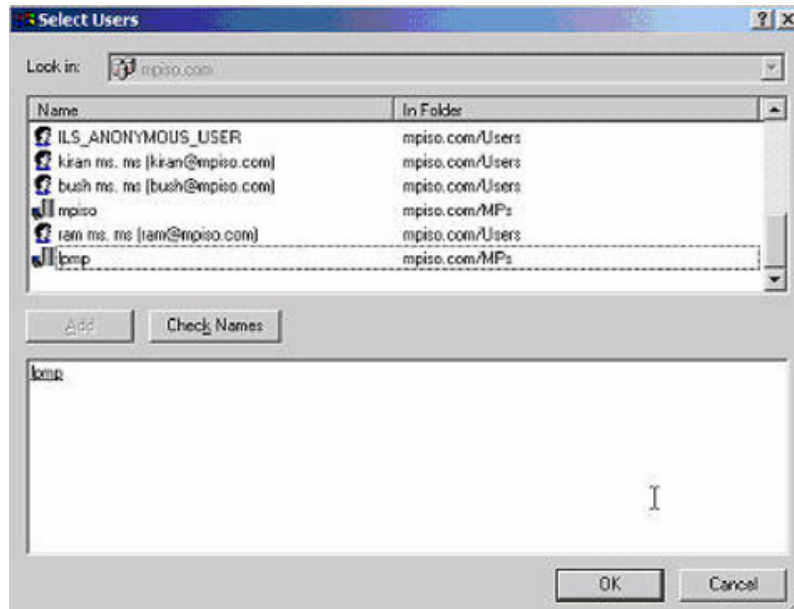 Select Users
Look in: mpiso.com
Name In Folder
ILS_ANONYMOUS_USER mpiso.com/Users
kiran ms. ms (kiran@mpiso.com) mpiso.com/Users
bush ms. ms (bush@mpiso.com) mpiso.com/Users
mpiso mpiso.com/MPs
ram ms. ms (ram@mpiso.com) mpiso.com/Users
lpmp mpiso.com/MPs
Add Check Names
lpmp
OK Cancel